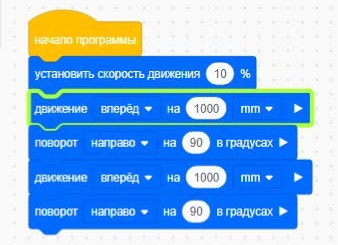 начало программы
установить скорость движения 10 %
движение вперёд на 1000 mm
поворот направо на 90 в градусах
движение вперёд на 1000 mm
поворот направо на 90 в градусах